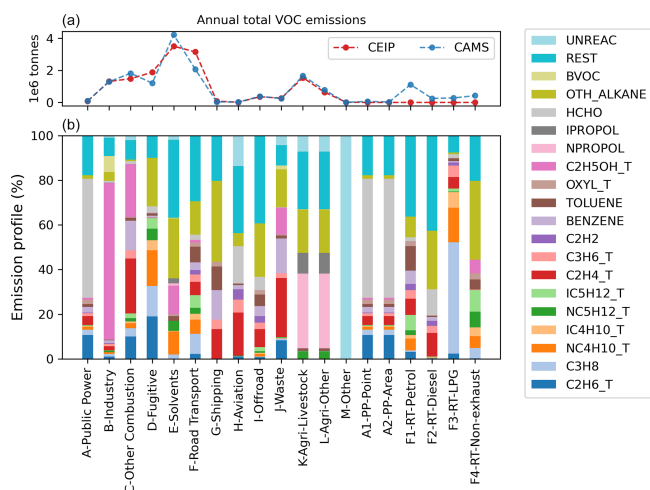 (a)
Annual total VOC emissions
1e6 tonnes
4
2
0
CEIP
CAMS
(b)
Emission profile (%)
100
80
60
40
20
0
A-Public Power
B-Industry
C-Other Combustion
D-Fugitive
E-Solvents
F-Road Transport
G-Shipping
H-Aviation
I-Offroad
J-Waste
K-Agri-Livestock
L-Agri-Other
M-Other
A1-PP-Point
A2-PP-Area
F1-RT-Petrol
F2-RT-Diesel
F3-RT-LPG
F4-RT-Non-exhaust
UNREAC
REST
BVOC
OTH_ALKANE
HCHO
IPROPOL
NPROPOL
C2H5OH_T
OXYL_T
TOLUENE
BENZENE
C2H2
C3H6_T
C2H4_T
IC5H12_T
NC5H12_T
IC4H10_T
NC4H10_T
C3H8
C2H6_T